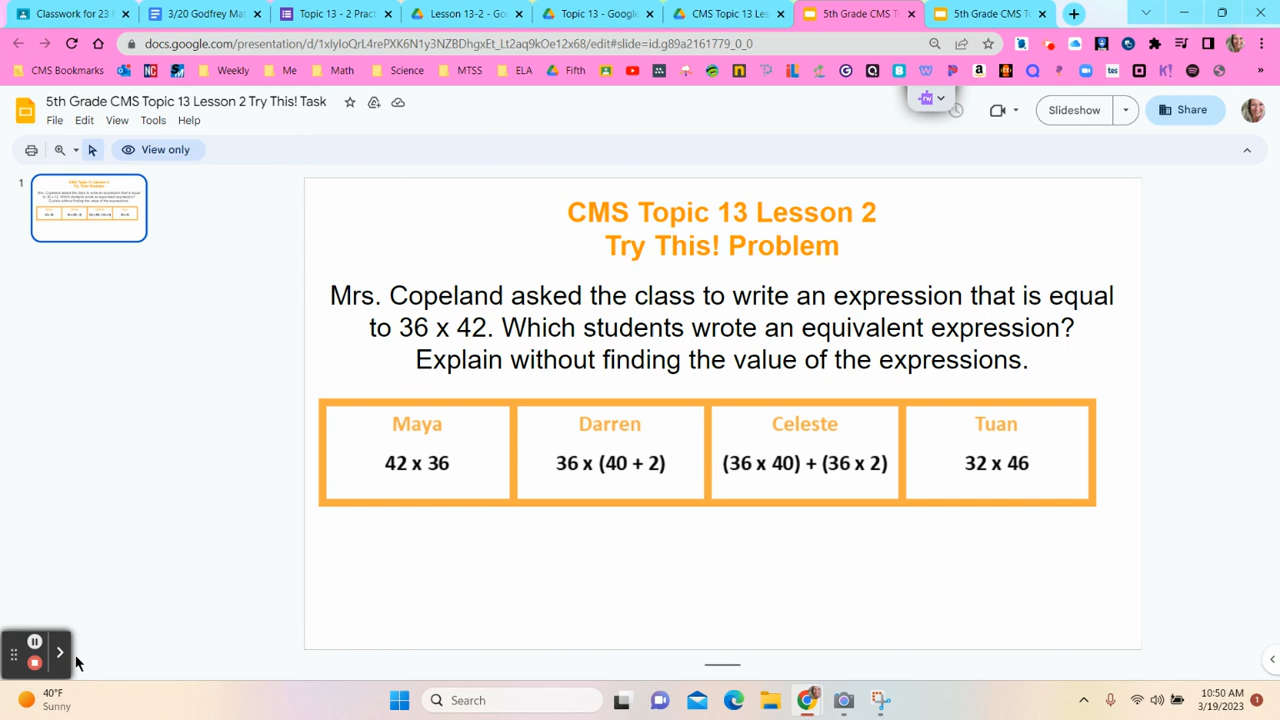 Classwork for 23 M
3/20 Godfrey Mat
Topic 13 - 2 Pract
Lesson 13-2 - Goo
Topic 13 - Google
CMS Topic 13 Less
5th Grade CMS To
5th Grade CMS To
docs.google.com/presentation/d/1xIyIoQrL4rePXK6N1y3NZBDhgxEt_Lt2aq9kOe12x68/edit#slide=id.g89a2161779_0_0
CMS Bookmarks
Weekly
Me
Math
Science
MTSS
ELA
Fifth
5th Grade CMS Topic 13 Lesson 2 Try This! Task
File Edit View Tools Help
Slideshow
Share
View only
1
CMS Topic 13 Lesson 2
Try This! Problem
Mrs. Copeland asked the class to write an expression that is equal
to 36 x 42. Which students wrote an equivalent expression?
Explain without finding the value of the expressions.
Maya Darren Celeste Tuan
42 x 36 36 x (40 + 2) (36 x 40) + (36 x 2) 32 x 46
40°F
Sunny
Search
10:50 AM
3/19/2023